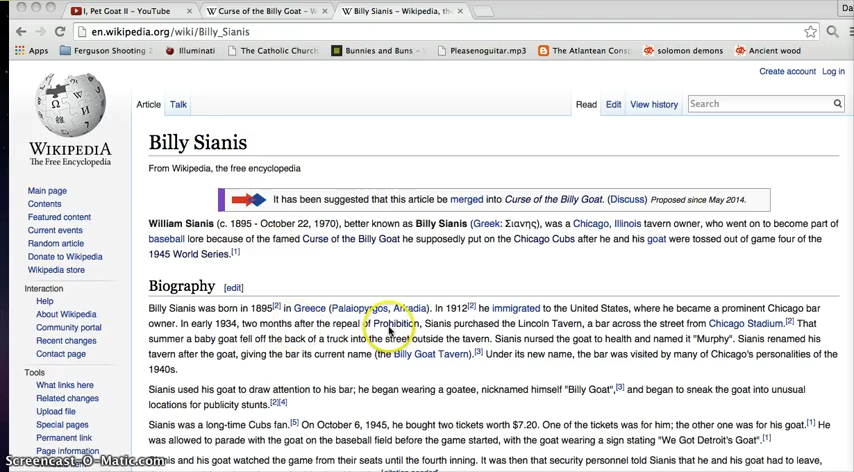 I, Pet Goat II - YouTube
Curse of the Billy Goat - W
Billy Sianis - Wikipedia, the
Da
en.wikipedia.org/wiki/Billy_Sianis
Apps Ferguson Shooting Illuminati The Catholic Church Bunnies and Buns - Pleasenoguitar.mp3 The Atlantean Cons solomon demons Ancient wood
Create account Log in
Article Talk Read Edit View history Search
WIKIPEDIA
The Free Encyclopedia
Main page
Contents
Featured content
Current events
Random article
Donate to Wikipedia
Wikipedia store
Interaction
Help
About Wikipedia
Community portal
Recent changes
Contact page
Tools
What links here
Related changes
Upload file
Special pages
Permanent link
Page information
Billy Sianis
From Wikipedia, the free encyclopedia
It has been suggested that this article be merged into Curse of the Billy Goat. (Discuss) Proposed since May 2014.
William Sianis (c. 1895 - October 22, 1970), better known as Billy Sianis (Greek: Σιανης), was a Chicago, Illinois tavern owner, who went on to become part of
baseball lore because of the famed Curse of the Billy Goat he supposedly put on the Chicago Cubs after he and his goat were tossed out of game four of the
1945 World Series.[1]
Biography [edit]
Billy Sianis was born in 1895[2] in Greece (Palaiopyrgos, Arkadia). In 1912[2] he immigrated to the United States, where he became a prominent Chicago bar
owner. In early 1934, two months after the repeal of Prohibition, Sianis purchased the Lincoln Tavern, a bar across the street from Chicago Stadium.[2] That
summer a baby goat fell off the back of a truck into the street outside the tavern. Sianis nursed the goat to health and named it "Murphy". Sianis renamed his
tavern after the goat, giving the bar its current name (the Billy Goat Tavern).[3] Under its new name, the bar was visited by many of Chicago's personalities of the
1940s.
Sianis used his goat to draw attention to his bar; he began wearing a goatee, nicknamed himself "Billy Goat",[3] and began to sneak the goat into unusual
locations for publicity stunts.[2][4]
Sianis was a long-time Cubs fan.[5] On October 6, 1945, he bought two tickets worth $7.20. One of the tickets was for him; the other one was for his goat.[1] He
was allowed to parade with the goat on the baseball field before the game started, with the goat wearing a sign stating "We Got Detroit's Goat".[1]
and his goat watched the game from their seats until the fourth inning. It was then that security personnel told Sianis that he and his goat had to leave,
Screencast-O-Matic.com